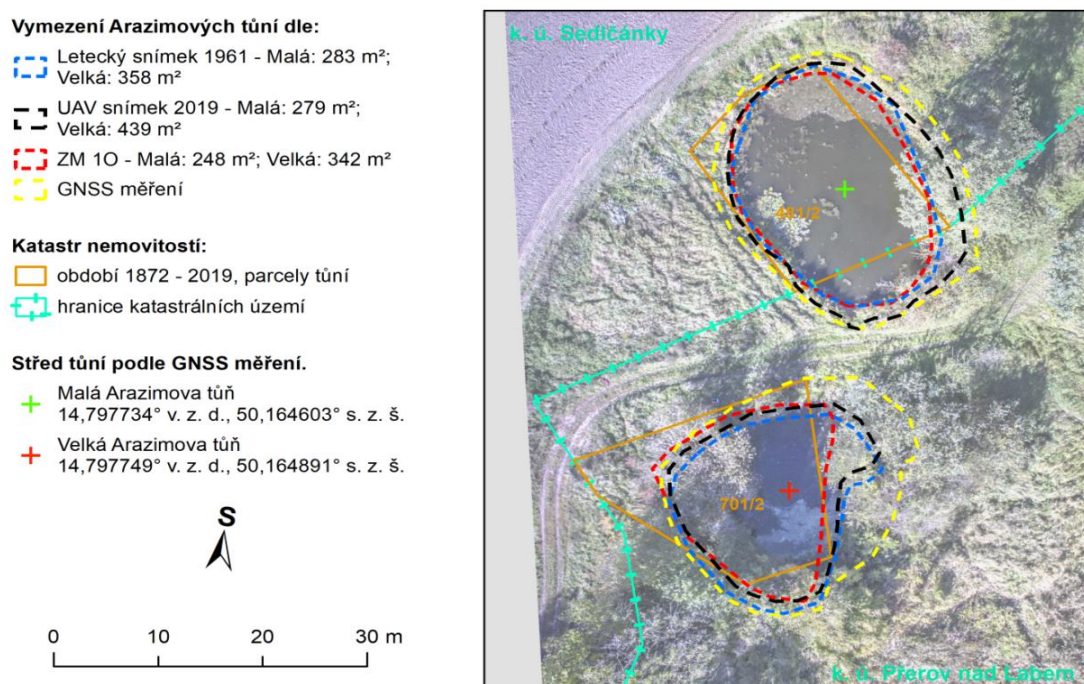 Vymezení Arazimových tůní dle:
Letecký snímek 1961 - Malá: 283 m²;
Velká: 358 m²
UAV snímek 2019 - Malá: 279 m²;
Velká: 439 m²
ZM 1O - Malá: 248 m²; Velká: 342 m²
GNSS měření
Katastr nemovitostí:
období 1872 - 2019, parcely tůní
hranice katastrálních území
Střed tůní podle GNSS měření.
Malá Arazimova tůň
14,797734° v. z. d., 50,164603° s. z. š.
Velká Arazimova tůň
14,797749° v. z. d., 50,164891° s. z. š.
S
0 10 20 30 m
k. ú. Sedlčánky
481/2
701/2
k. ú. Přerov nad Labem